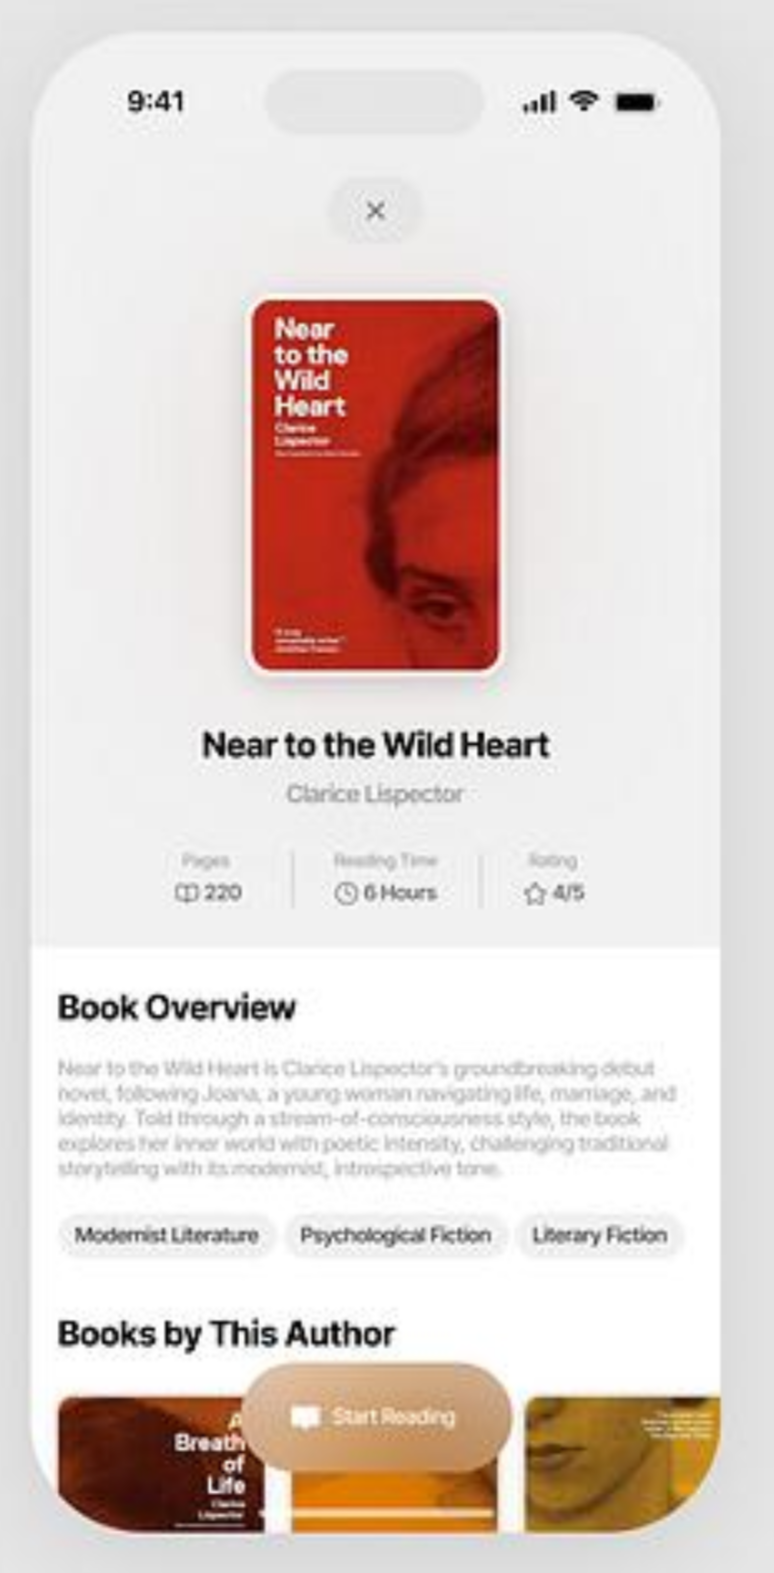 9:41
Near
to the
Wild
Heart
Clarice
Lispector
Near to the Wild Heart
Clarice Lispector
Pages
Reading Time
Rating
220
6 Hours
4/5
Book Overview
Near to the Wild Heart is Clarice Lispector's groundbreaking debut
novel, following Joana, a young woman navigating life, marriage, and
identity. Told through a stream-of-consciousness style, the book
explores her inner world with poetic intensity, challenging traditional
storytelling with its modernist, introspective tone.
Modernist Literature
Psychological Fiction
Literary Fiction
Books by This Author
A
Breath
of
Life
Clarice
Lispector
Start Reading